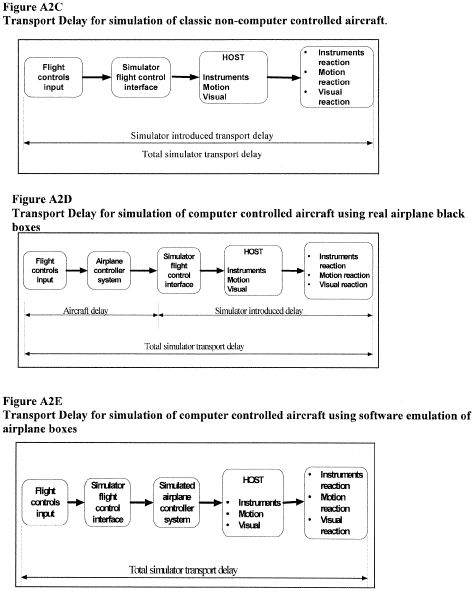 Figure A2C
Transport Delay for simulation of classic non-computer controlled aircraft.
Flight
controls
input
Simulator
flight control
interface
HOST
Instruments
Motion
Visual
• Instruments
reaction
• Motion
reaction
• Visual
reaction
Simulator introduced transport delay
Total simulator transport delay
Figure A2D
Transport Delay for simulation of computer controlled aircraft using real airplane black
boxes
Flight
controls
Input
Airplane
controller
system
Simulator
flight
control
interface
HOST
Instruments
Motion
Visual
• Instruments
reaction
• Motion reaction
• Visual reaction
Aircraft delay
Simulator introduced delay
Total simulator transport delay
Figure A2E
Transport Delay for simulation of computer controlled aircraft using software emulation of
airplane boxes
Flight
controls
input
Simulator
flight
control
interface
Simulated
airplane
controller
system
HOST
• Instruments
• Motion
• Visual
• Instruments
reaction
• Motion
reaction
• Visual
reaction
Total simulator transport delay